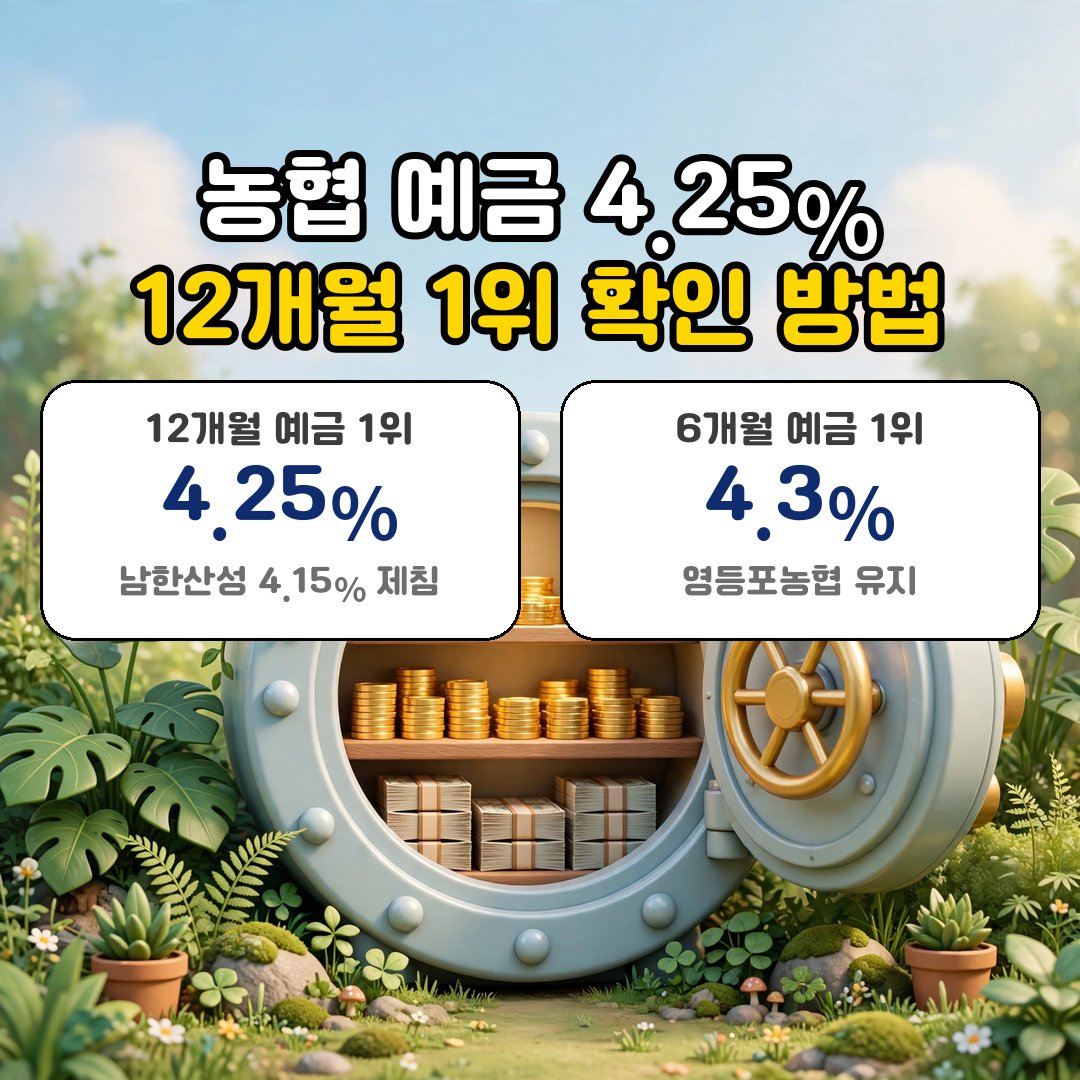 농협 예금 4.25%
12개월 1위 확인 방법
12개월 예금 1위
4.25%
남한산성 4.15% 제침
6개월 예금 1위
4.3%
영등포농협 유지